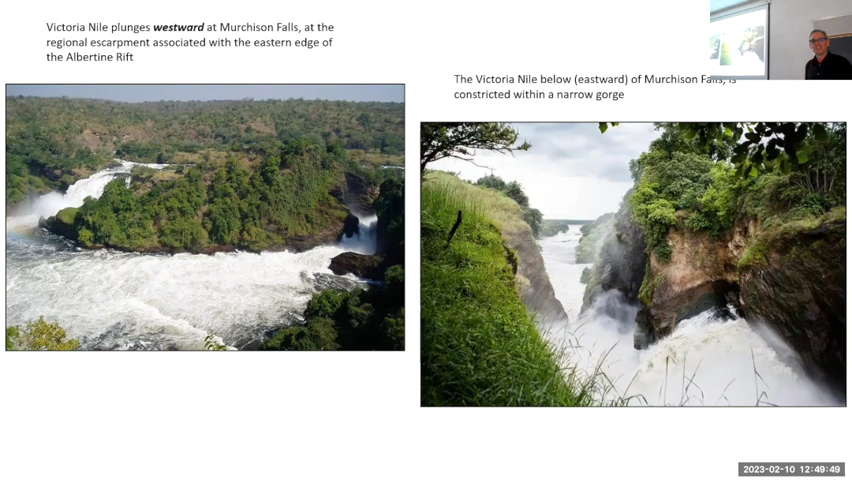 Victoria Nile plunges westward at Murchison Falls, at the
regional escarpment associated with the eastern edge of
the Albertine Rift
The Victoria Nile below (eastward) of Murchison Falls, is
constricted within a narrow gorge
2023-02-10 12:49:49